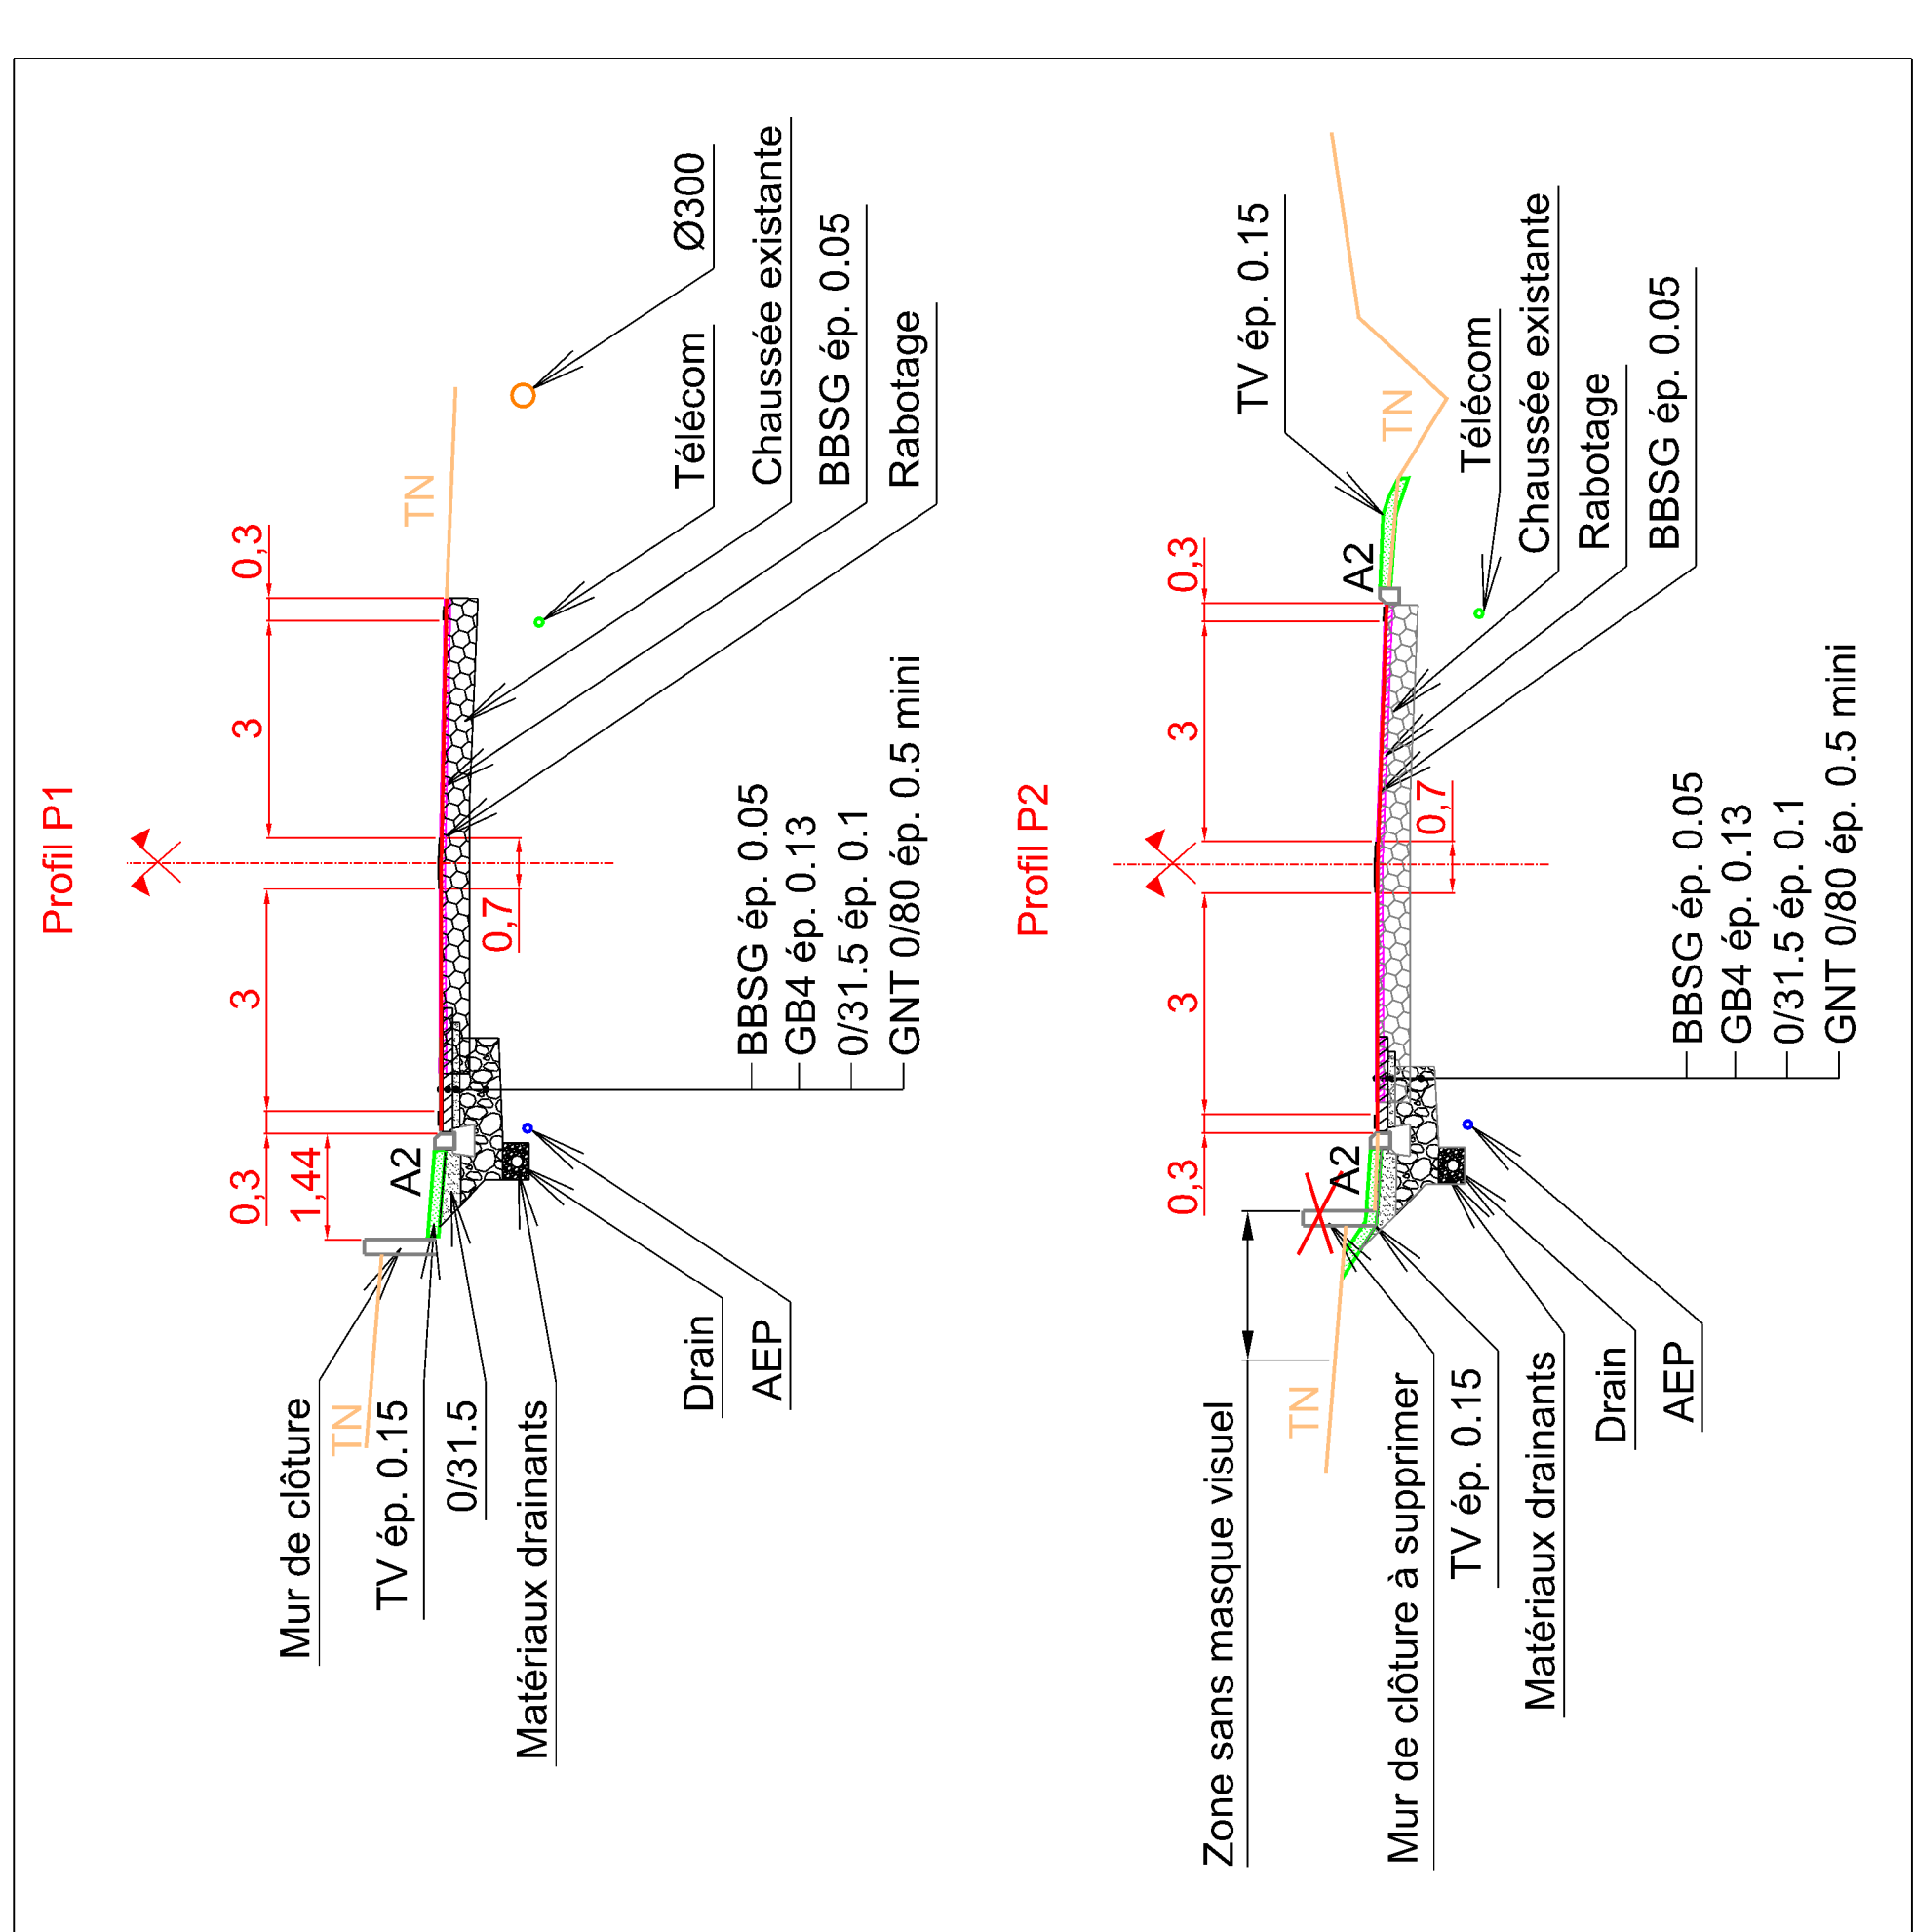 Profil P1
0,3
3
3
0,3
1,44
0,7
TN
TN
A2
Ø300
Télécom
Chaussée existante
BBSG ép. 0.05
Rabotage
BBSG ép. 0.05
GB4 ép. 0.13
0/31.5 ép. 0.1
GNT 0/80 ép. 0.5 mini
Mur de clôture
TV ép. 0.15
0/31.5
Matériaux drainants
Drain
AEP
Profil P2
0,3
3
3
0,3
0,7
TN
TN
A2
A2
TV ép. 0.15
Télécom
Chaussée existante
Rabotage
BBSG ép. 0.05
BBSG ép. 0.05
GB4 ép. 0.13
0/31.5 ép. 0.1
GNT 0/80 ép. 0.5 mini
Zone sans masque visuel
Mur de clôture à supprimer
TV ép. 0.15
Matériaux drainants
Drain
AEP